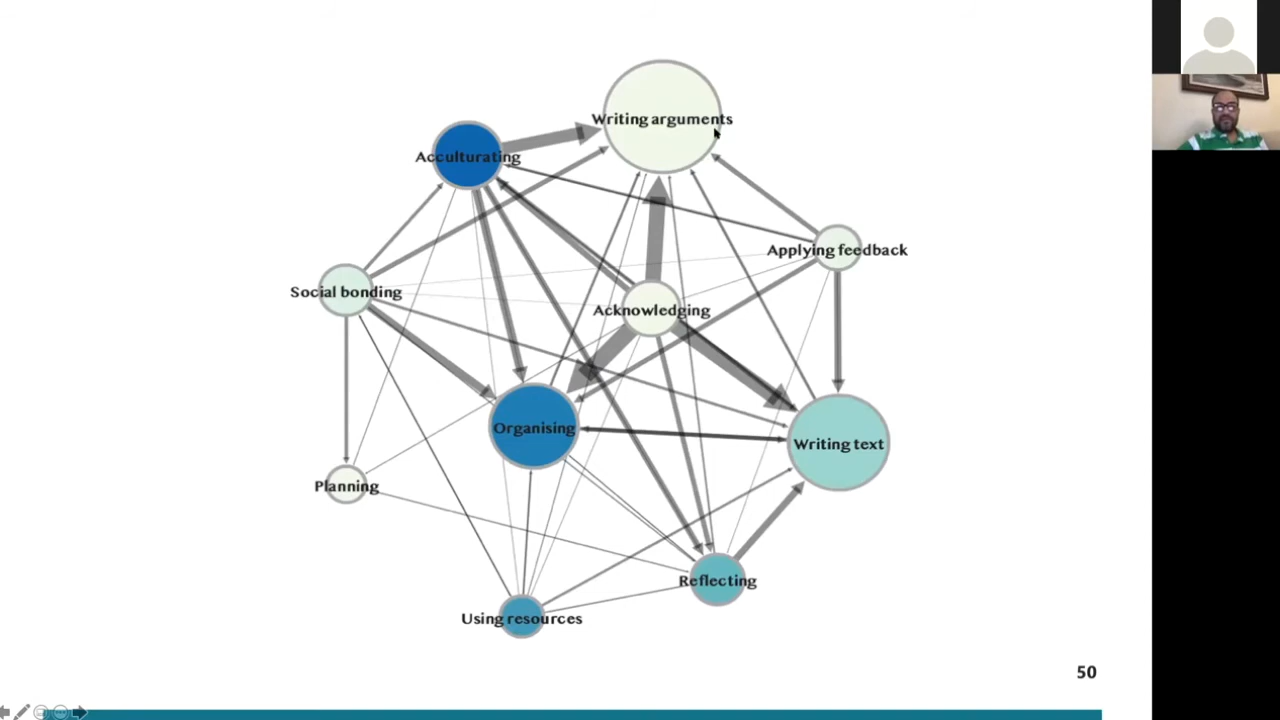 Writing arguments
Acculturating
Applying feedback
Social bonding
Acknowledging
Organising
Writing text
Planning
Reflecting
Using resources
50